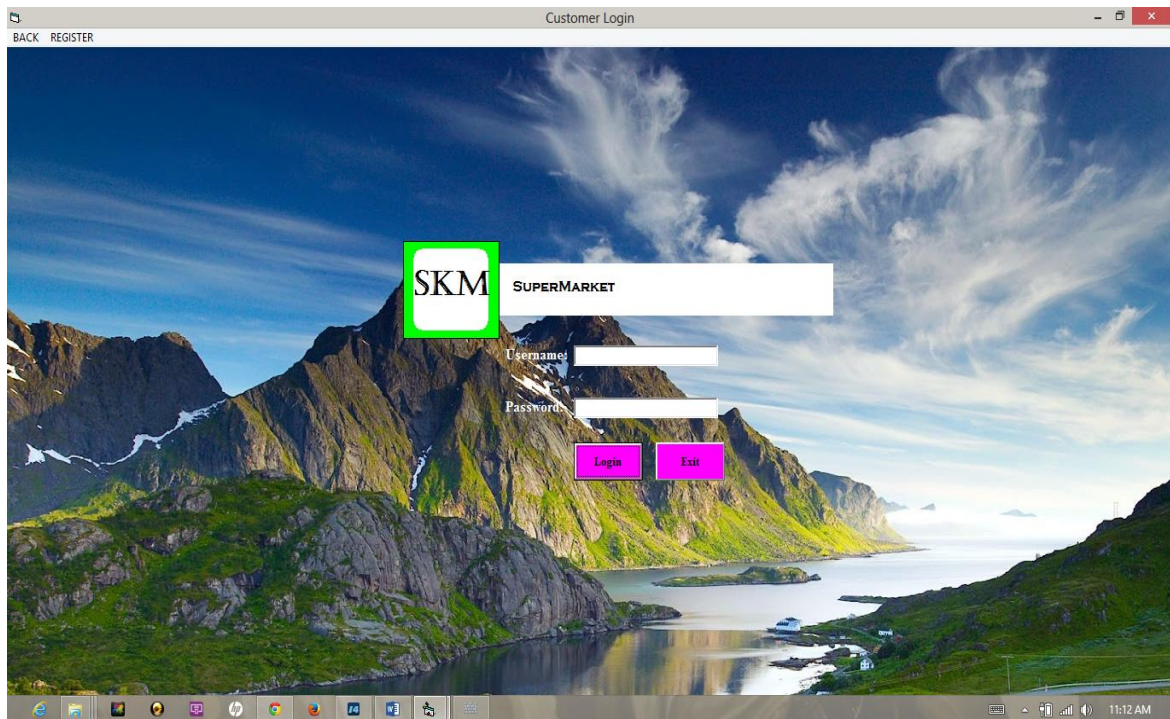 Customer Login
BACK REGISTER
SKM
SUPERMARKET
Username:
Password:
Login Exit
11:12 AM